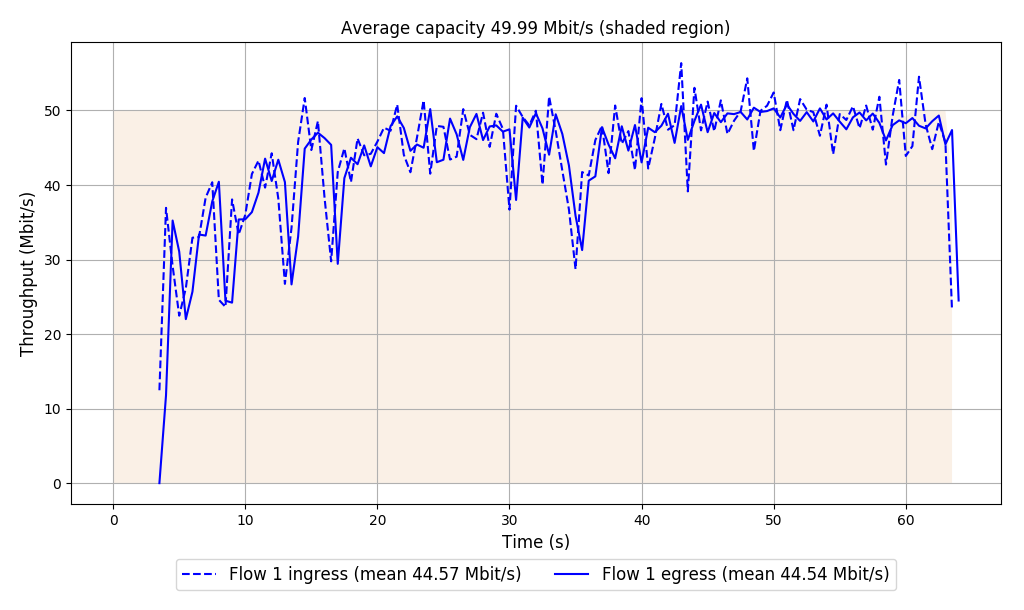 Average capacity 49.99 Mbit/s (shaded region)
Throughput (Mbit/s)
50
40
30
20
10
0
0 10 20 30 40 50 60
Time (s)
Flow 1 ingress (mean 44.57 Mbit/s) Flow 1 egress (mean 44.54 Mbit/s)